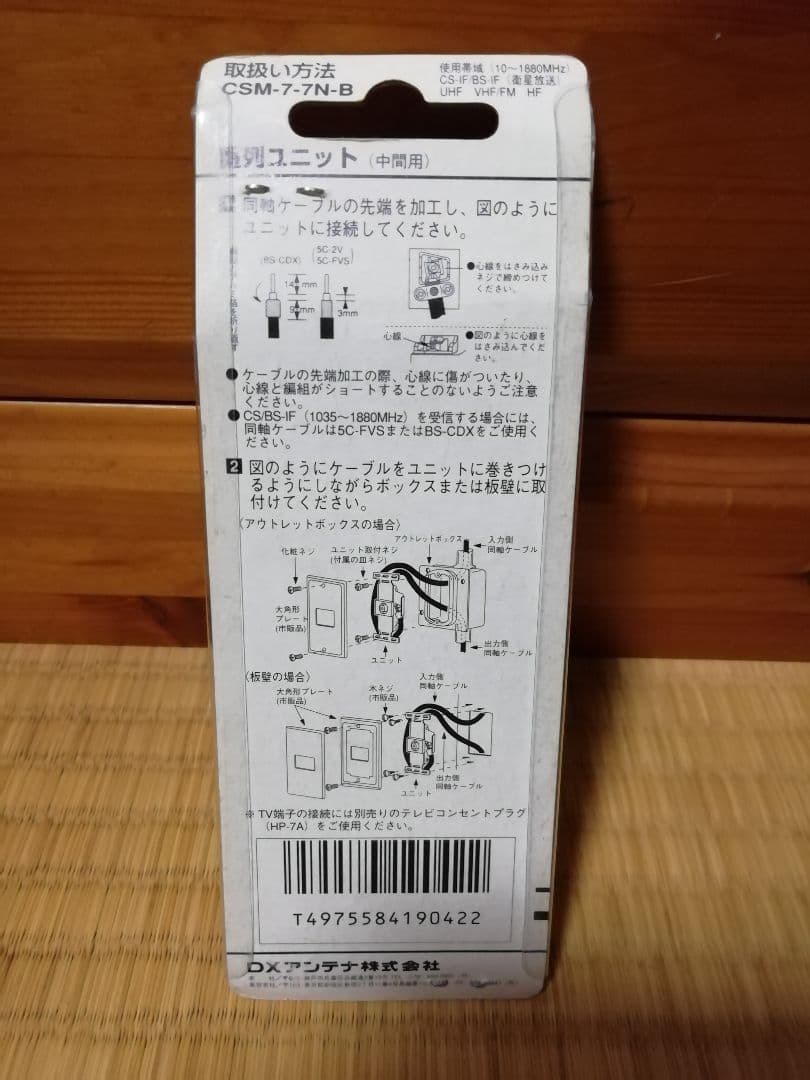 取扱い方法
CSM-7-7N-B
使用帯域（10～1880MHz）
CS-IF/BS-IF（衛星放送）
UHF VHF/FM HF
列ユニット（中間用）
同軸ケーブルの先端を加工し、図のように
ユニットに接続してください。
(BS-CDX)
(5C-2V
5C-FVS)
14mm
9mm
3mm
●心線をはさみ込み
ネジで締めつけて
ください。
心線
●図のように心線を
はさみ込んでくだ
さい。
●ケーブルの先端加工の際、心線に傷がついたり、
心線と編組がショートすることのないようご注意
ください。
●CS/BS-IF（1035～1880MHz）を受信する場合には、
同軸ケーブルは5C-FVSまたはBS-CDXをご使用く
ださい。
2 図のようにケーブルをユニットに巻きつけ
るようにしながらボックスまたは板壁に取
付けてください。
〈アウトレットボックスの場合〉
化粧ネジ
ユニット取付ネジ
(付属の皿ネジ)
アウトレットボックス
入力側
同軸ケーブル
大角形
プレート
(市販品)
ユニット
出力側
同軸ケーブル
〈板壁の場合〉
大角形プレート
(市販品)
木ネジ
(市販品)
入力側
同軸ケーブル
出力側
同軸ケーブル
ユニット
※TV端子の接続には別売りのテレビコンセントプラグ
（HP-7A）をご使用ください。
T4975584190422
DXアンテナ株式会社